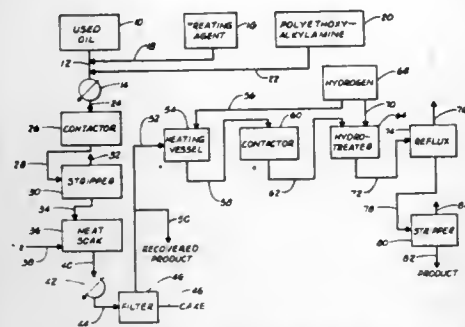 USED
OIL
10
TREATING
AGENT
16
POLYETHOXY-
ALKYLAMINE
20
18
12
22
14
24
HYDROGEN
68
26
CONTACTOR
28
32
STRIPPER
30
34
HEAT
SOAK
36
38
40
42
44
FILTER
46
CAKE
46
50
RECOVERED
PRODUCT
52
54
HEATING
VESSEL
56
58
60
CONTACTOR
62
64
HYDRO-
TREATER
70
72
74
REFLUX
76
78
STRIPPER
80
82
PRODUCT